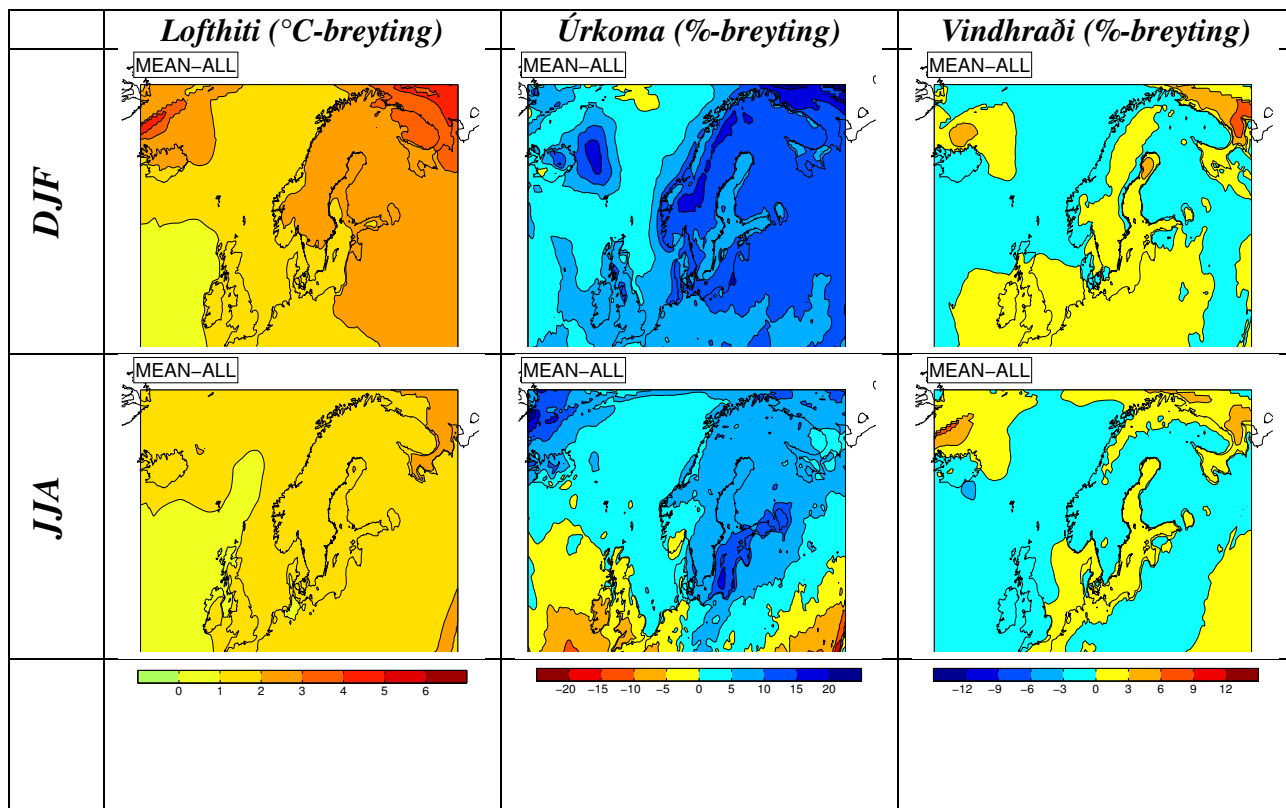 Lofthiti (°C-breyting) Úrkoma (%-breyting) Vindhraði (%-breyting)
DJF
MEAN−ALL MEAN−ALL MEAN−ALL
JJA
MEAN−ALL MEAN−ALL MEAN−ALL
0 1 2 3 4 5 6 −20 −15 −10 −5 0 5 10 15 20 −12 −9 −6 −3 0 3 6 9 12